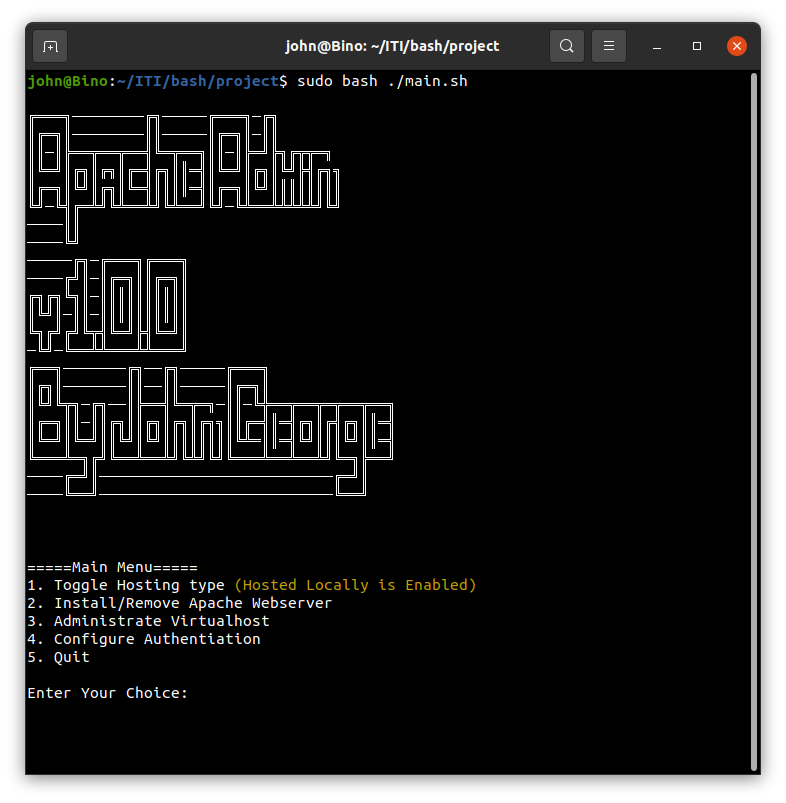 john@Bino: ~/ITI/bash/project
john@Bino:~/ITI/bash/project$ sudo bash ./main.sh
ApacheAdmin
v1.0.0
By John George
=====Main Menu=====
1. Toggle Hosting type (Hosted Locally is Enabled)
2. Install/Remove Apache Webserver
3. Administrate Virtualhost
4. Configure Authentiation
5. Quit
Enter Your Choice: